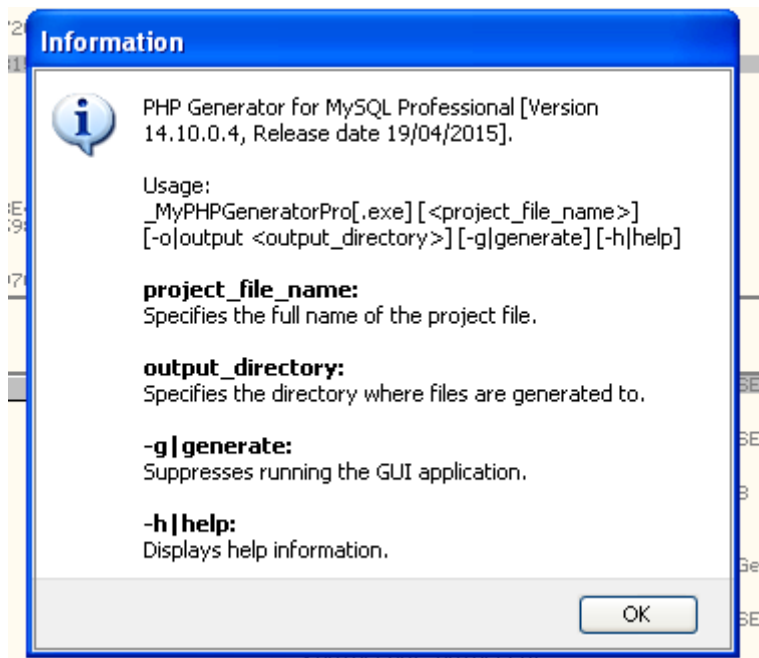 Information
PHP Generator for MySQL Professional [Version
14.10.0.4, Release date 19/04/2015].
Usage:
_MyPHPGeneratorPro[.exe] [<project_file_name>]
[-o|output <output_directory>] [-g|generate] [-h|help]
project_file_name:
Specifies the full name of the project file.
output_directory:
Specifies the directory where files are generated to.
-g|generate:
Suppresses running the GUI application.
-h|help:
Displays help information.
OK